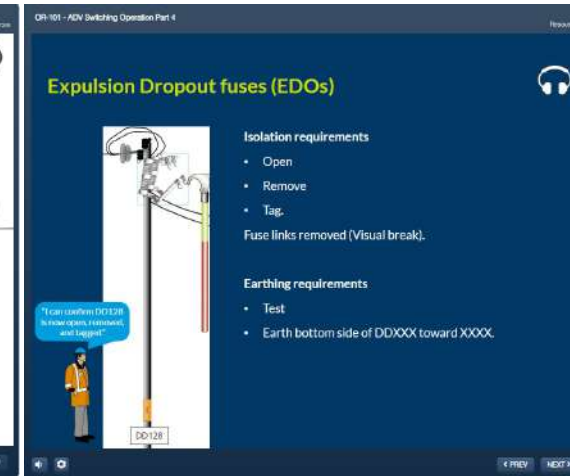 OR-101 - ADV Switching Operation Part 4
Expulsion Dropout fuses (EDOs)
Isolation requirements
• Open
• Remove
• Tag.
Fuse links removed (Visual break).
Earthing requirements
• Test
• Earth bottom side of DDXXX toward XXXX.
"I can confirm DD128
is now open, removed,
and tagged"
DD128
< PREV
NEXT >